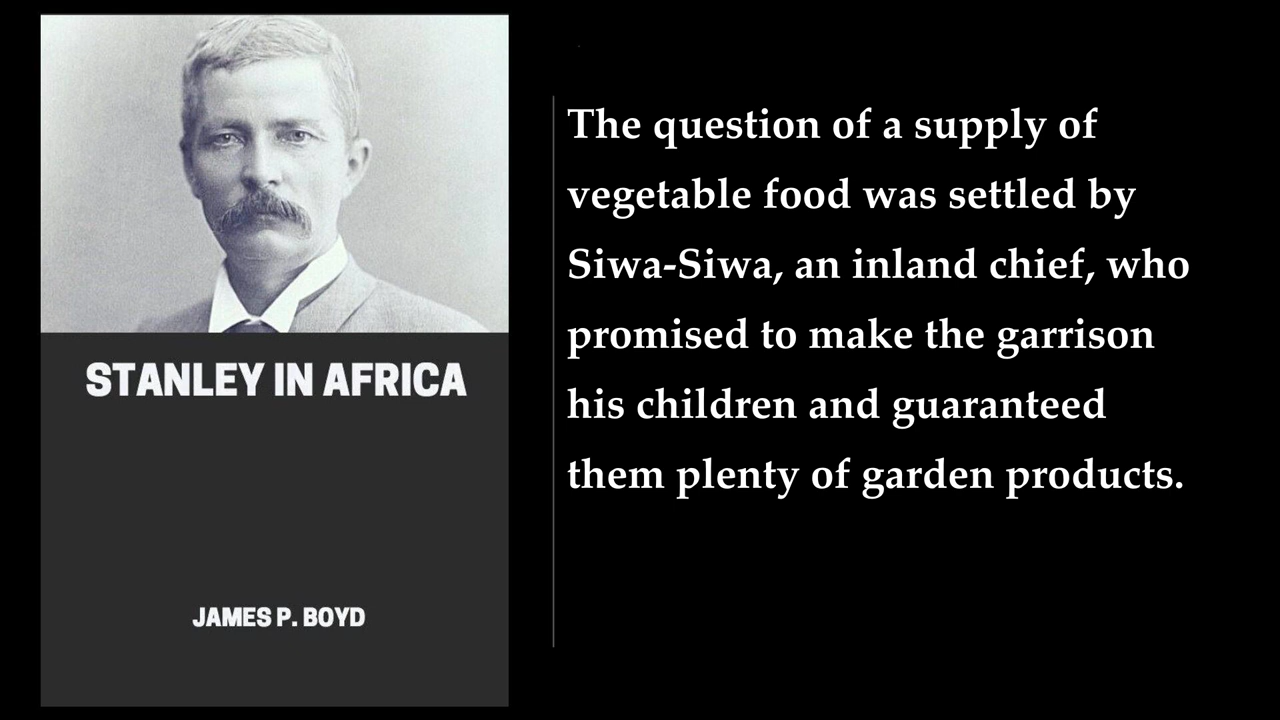 STANLEY IN AFRICA
JAMES P. BOYD
The question of a supply of
vegetable food was settled by
Siwa-Siwa, an inland chief, who
promised to make the garrison
his children and guaranteed
them plenty of garden products.